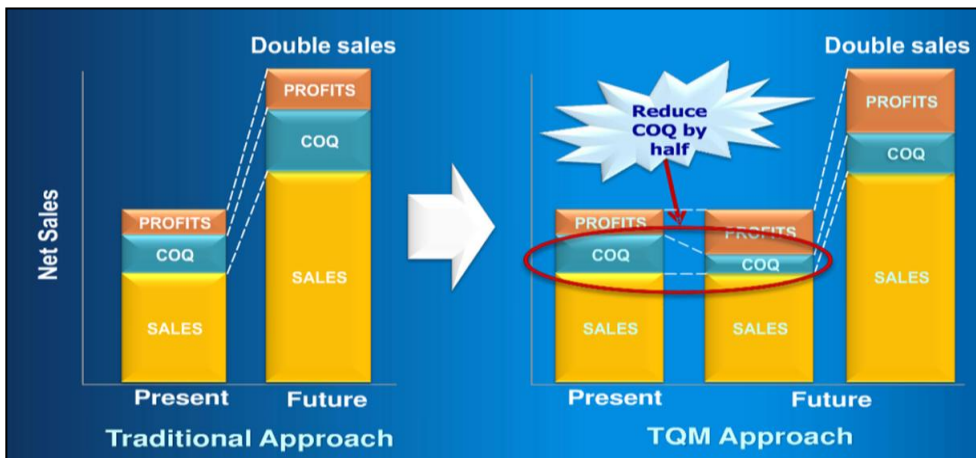 Double sales
PROFITS
COQ
SALES
PROFITS
COQ
SALES
Net Sales
Present
Future
Traditional Approach
Double sales
Reduce
COQ by
half
PROFITS
COQ
SALES
PROFITS
COQ
SALES
PROFITS
COQ
SALES
Present
Future
TQM Approach